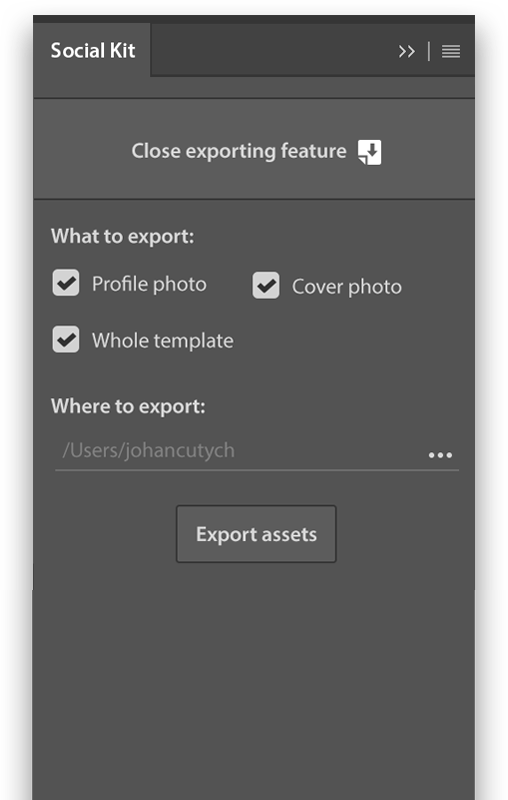 Social Kit
Close exporting feature
What to export:
Profile photo
Cover photo
Whole template
Where to export:
/Users/johancutych
Export assets